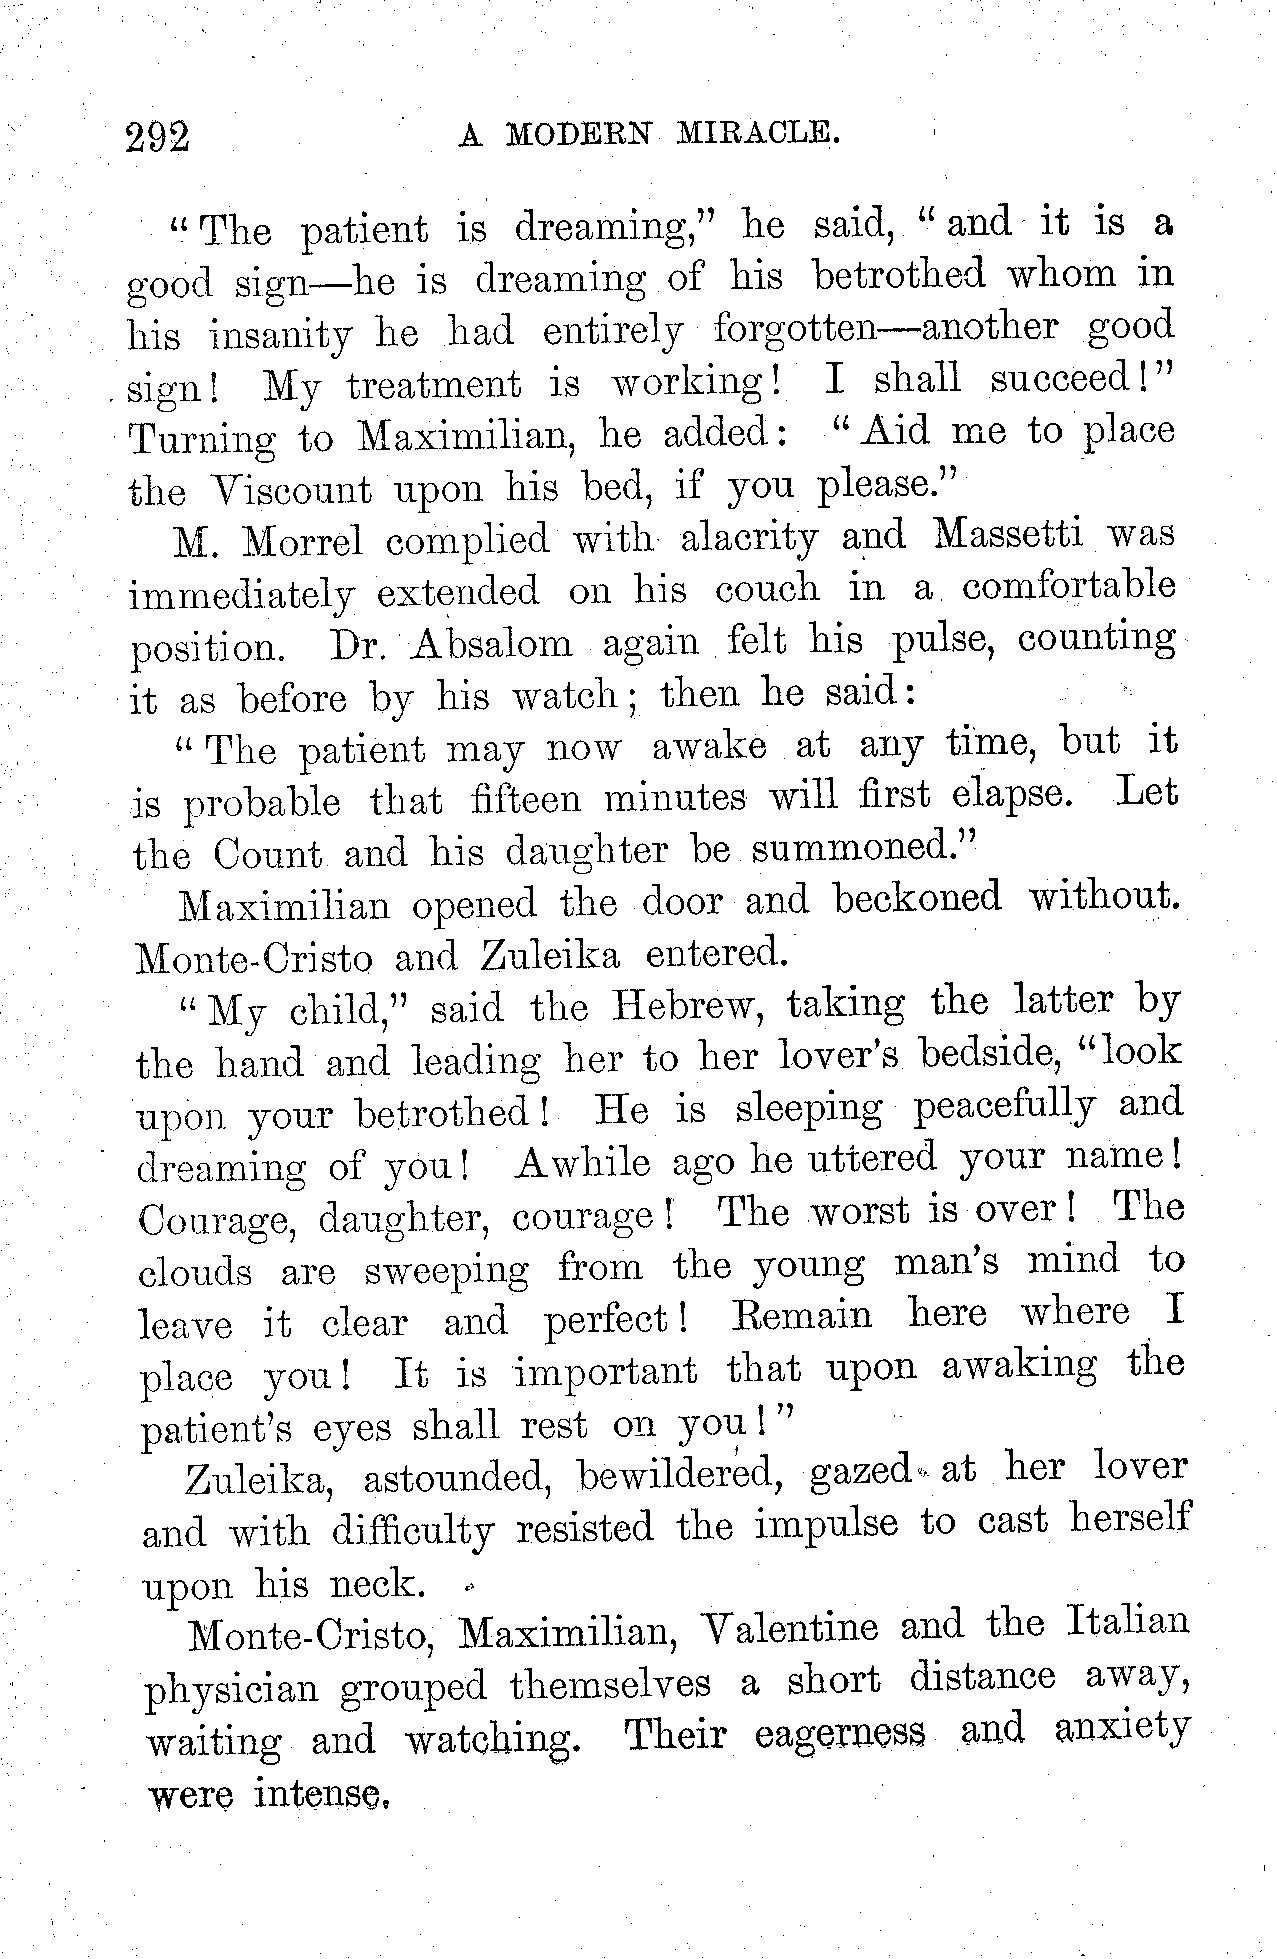 292 A MODERN MIRACLE.
“The patient is dreaming,” he said, “and it is a
good sign—he is dreaming of his betrothed whom in
his insanity he had entirely forgotten—another good
sign! My treatment is working! I shall succeed!”
Turning to Maximilian, he added: “Aid me to place
the Viscount upon his bed, if you please.”
M. Morrel complied with alacrity and Massetti was
immediately extended on his couch in a comfortable
position. Dr. Absalom again felt his pulse, counting
it as before by his watch; then he said:
“The patient may now awake at any time, but it
is probable that fifteen minutes will first elapse. Let
the Count and his daughter be summoned.”
Maximilian opened the door and beckoned without.
Monte-Cristo and Zuleika entered.
“My child,” said the Hebrew, taking the latter by
the hand and leading her to her lover's bedside, “look
upon your betrothed! He is sleeping peacefully and
dreaming of you! Awhile ago he uttered your name!
Courage, daughter, courage! The worst is over! The
clouds are sweeping from the young man's mind to
leave it clear and perfect! Remain here where I
place you! It is important that upon awaking the
patient's eyes shall rest on you!”
Zuleika, astounded, bewildered, gazed at her lover
and with difficulty resisted the impulse to cast herself
upon his neck.
Monte-Cristo, Maximilian, Valentine and the Italian
physician grouped themselves a short distance away,
waiting and watching. Their eagerness and anxiety
were intense.